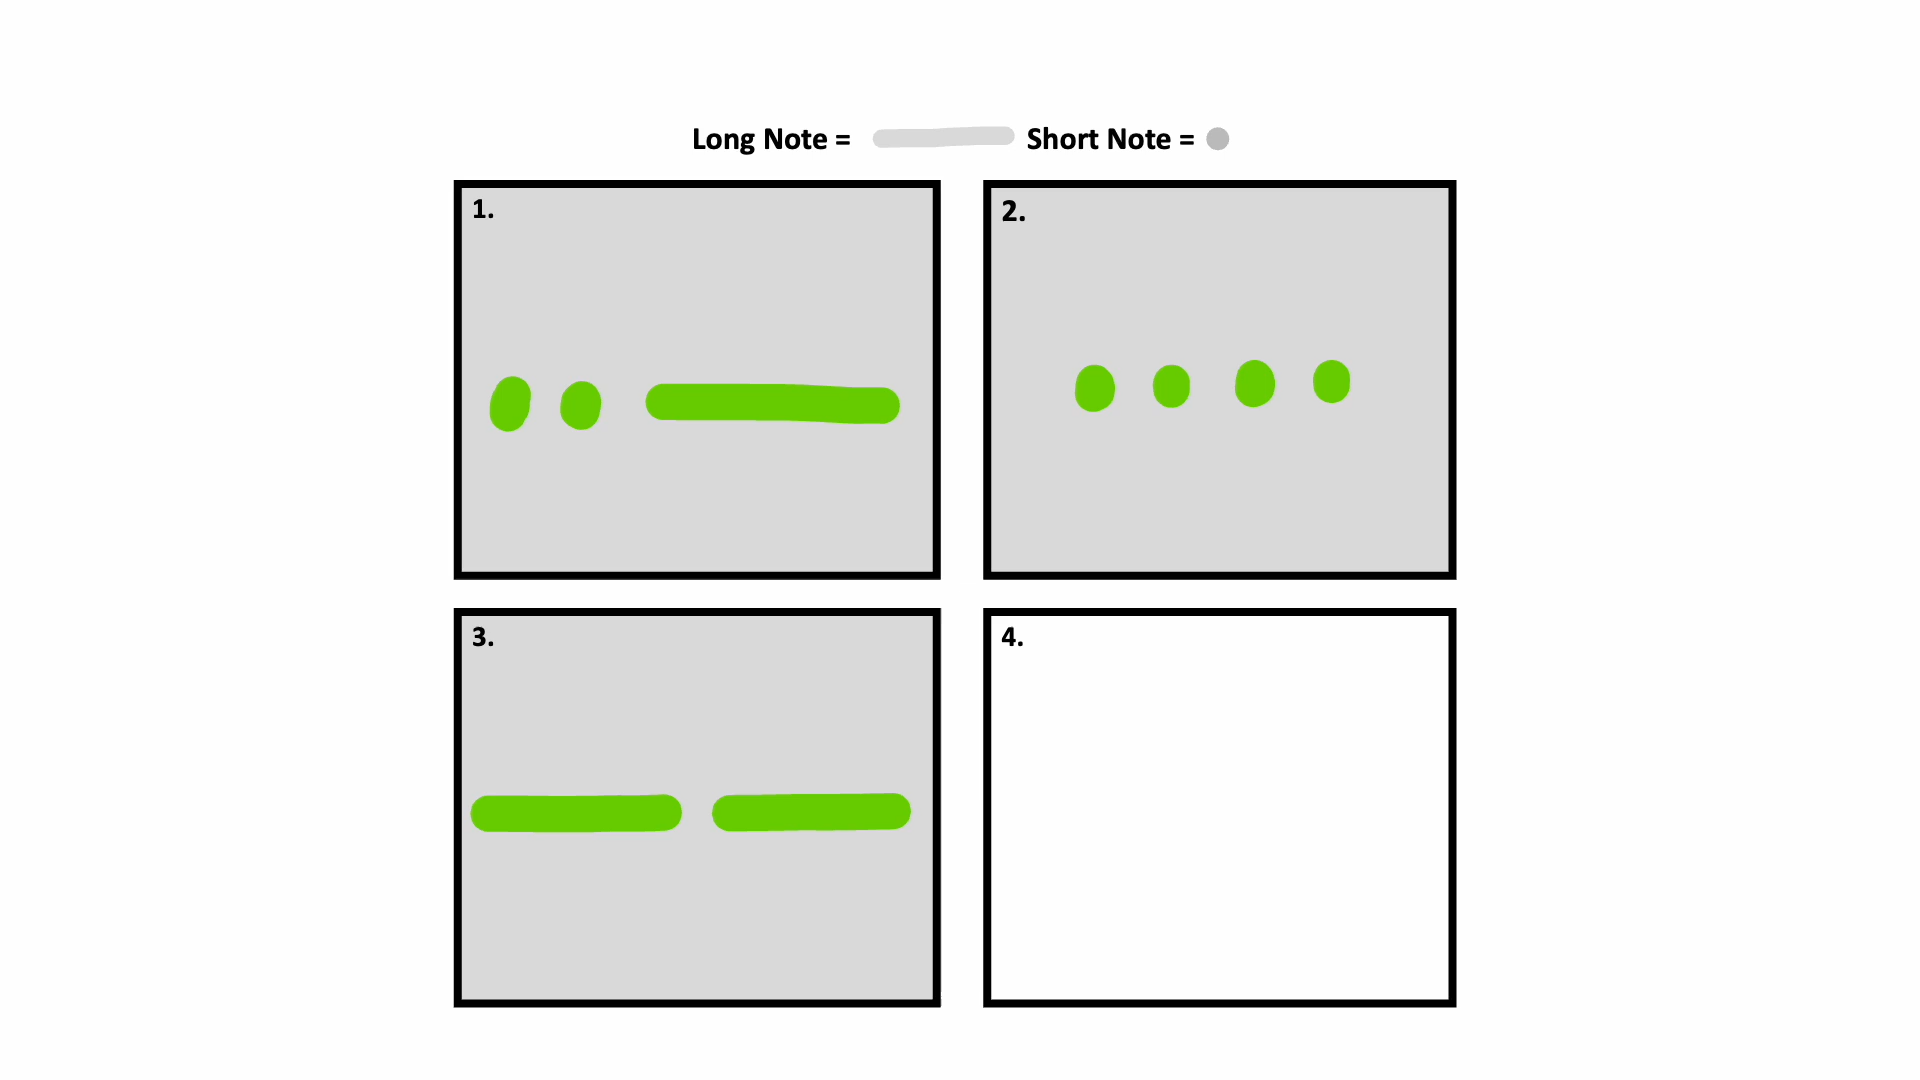 Long Note = Short Note =
1.
2.
3.
4.